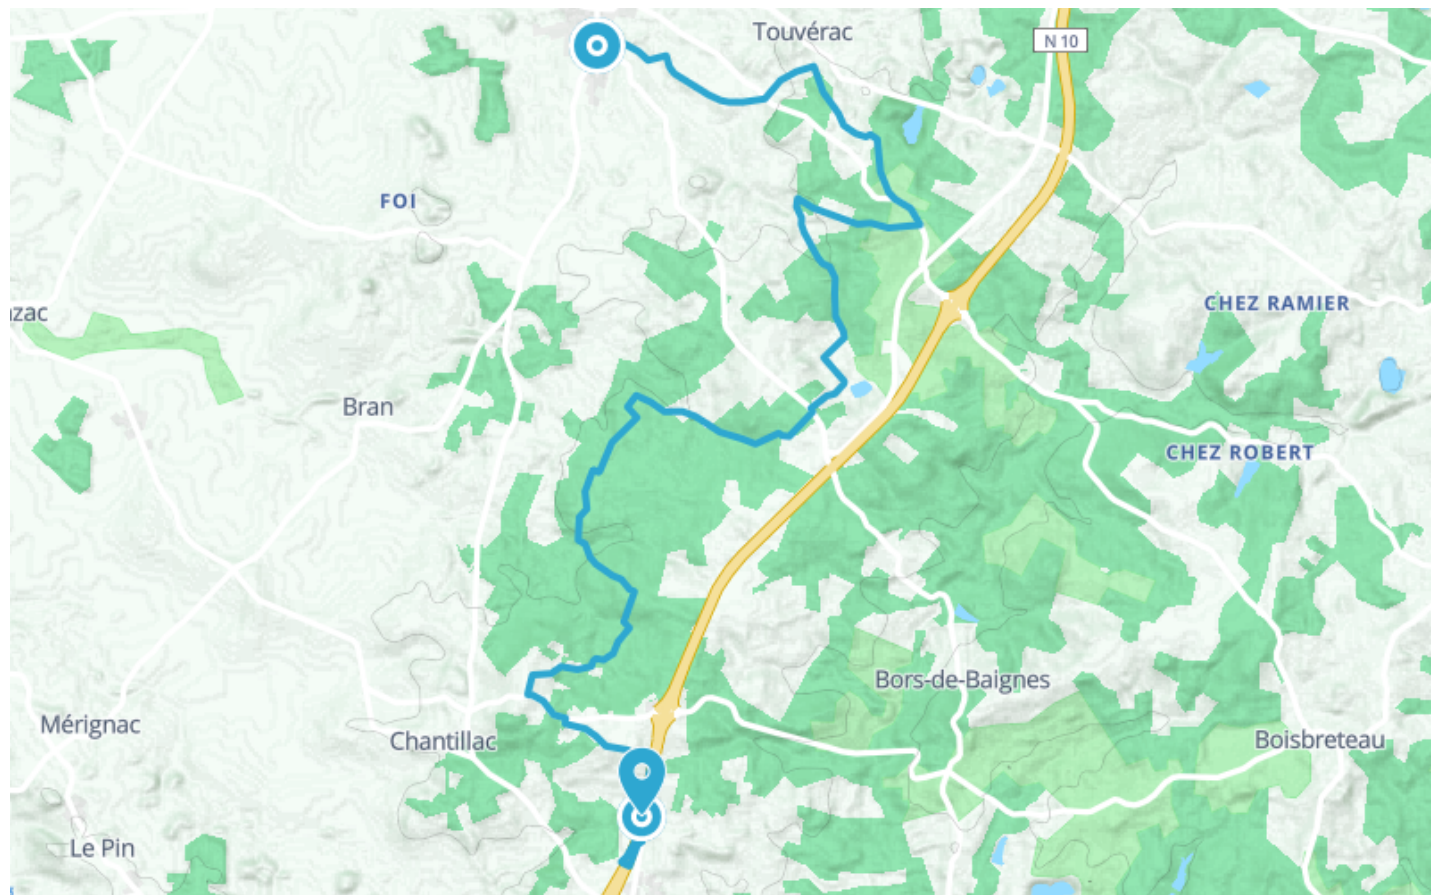 Touvérac
N 10
FOI
CHEZ RAMIER
zac
Bran
CHEZ ROBERT
Bors-de-Baignes
Mérignac
Chantillac
Boisbreteau
Le Pin